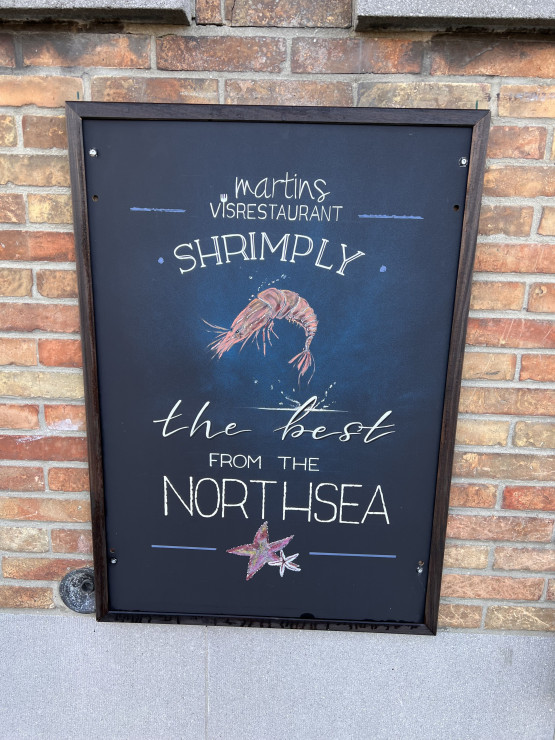 martins
VISRESTAURANT
SHRIMPLY
the best
FROM THE
NORTHSEA